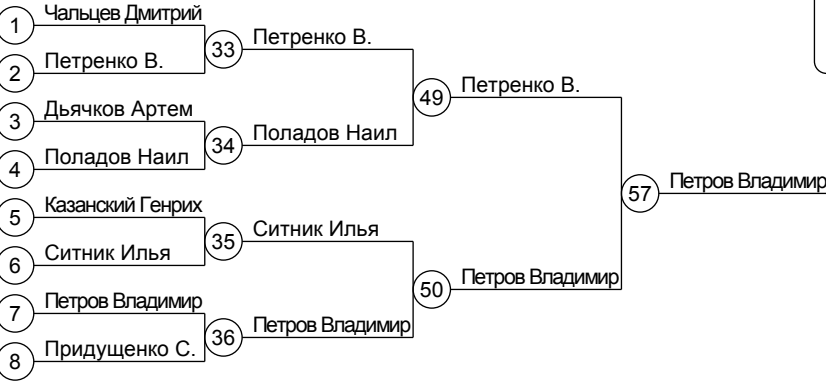 1 Чальцев Дмитрий
33 Петренко В.
2 Петренко В.
49 Петренко В.
3 Дьячков Артем
34 Поладов Наил
4 Поладов Наил
57 Петров Владимир
5 Казанский Генрих
35 Ситник Илья
6 Ситник Илья
50 Петров Владимир
7 Петров Владимир
36 Петров Владимир
8 Придущенко С.